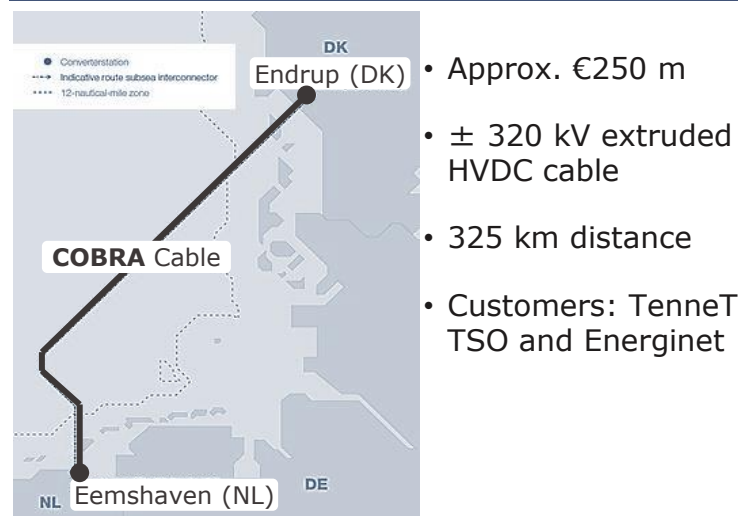 Converterstation
Indicative route subsea interconnector
12-nautical-mile zone
DK
Endrup (DK)
COBRA Cable
Eemshaven (NL)
NL
DE
• Approx. €250 m
• ± 320 kV extruded
HVDC cable
• 325 km distance
• Customers: TenneT
TSO and Energinet